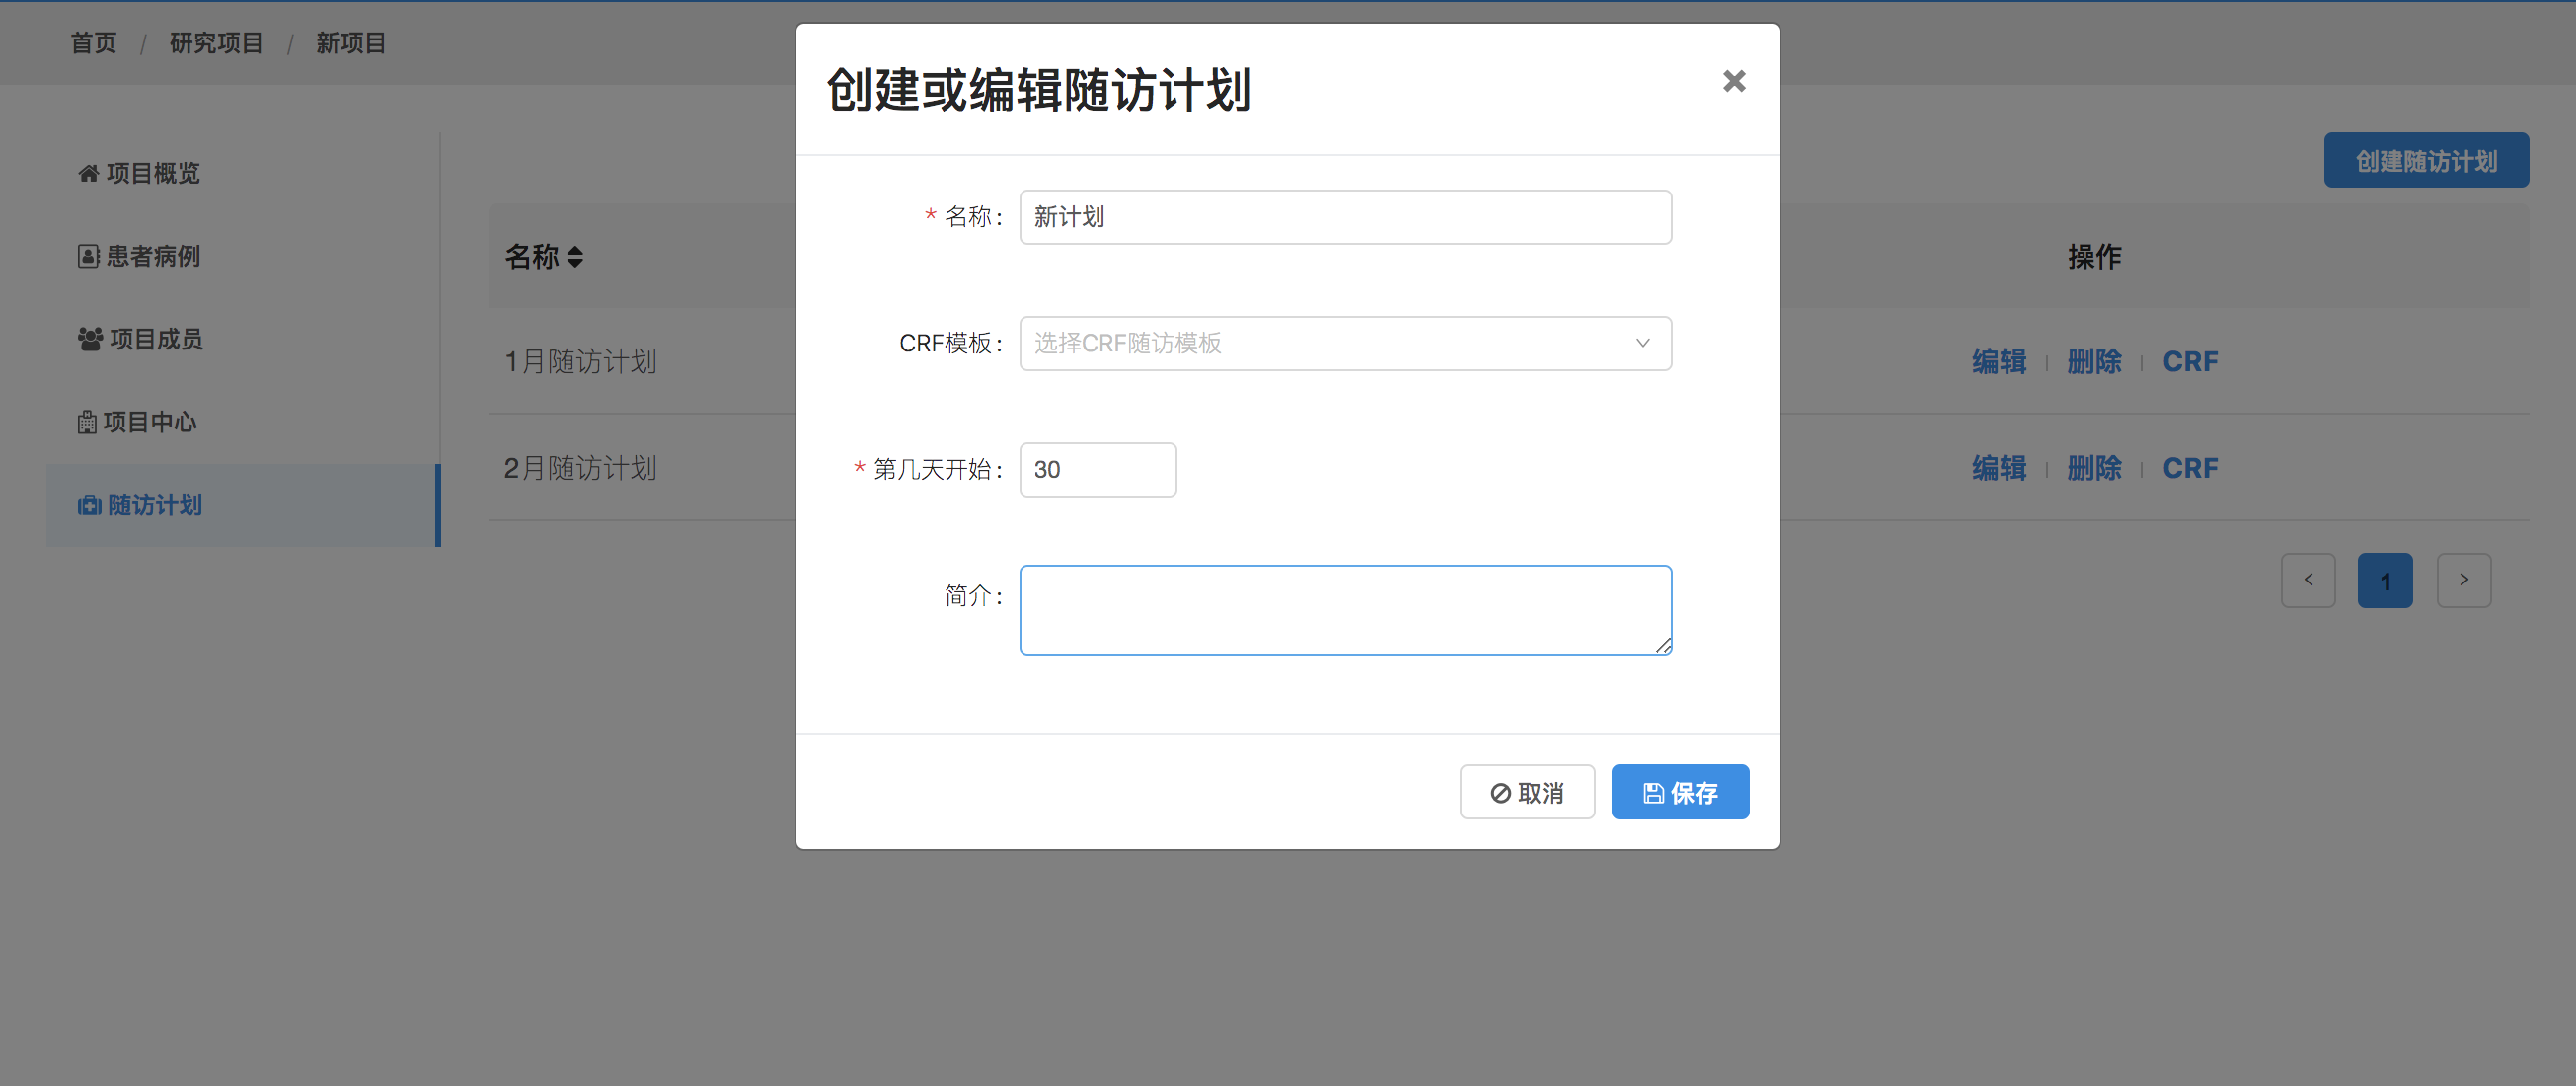 首页 / 研究项目 / 新项目
项目概览
患者病例
项目成员
项目中心
随访计划
创建随访计划
名称 操作
1月随访计划 编辑 删除 CRF
2月随访计划 编辑 删除 CRF
< 1 >
创建或编辑随访计划 ×
* 名称: 新计划
CRF模板: 选择CRF随访模板
* 第几天开始: 30
简介:
取消 保存